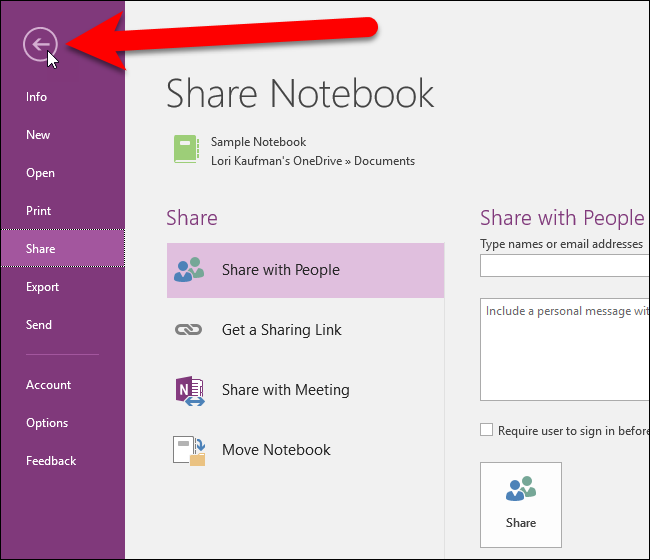 Info
New
Open
Print
Share
Export
Send
Account
Options
Feedback
Share Notebook
Sample Notebook
Lori Kaufman's OneDrive » Documents
Share
Share with People
Get a Sharing Link
Share with Meeting
Move Notebook
Share with People
Type names or email addresses
Include a personal message wit
Require user to sign in before
Share